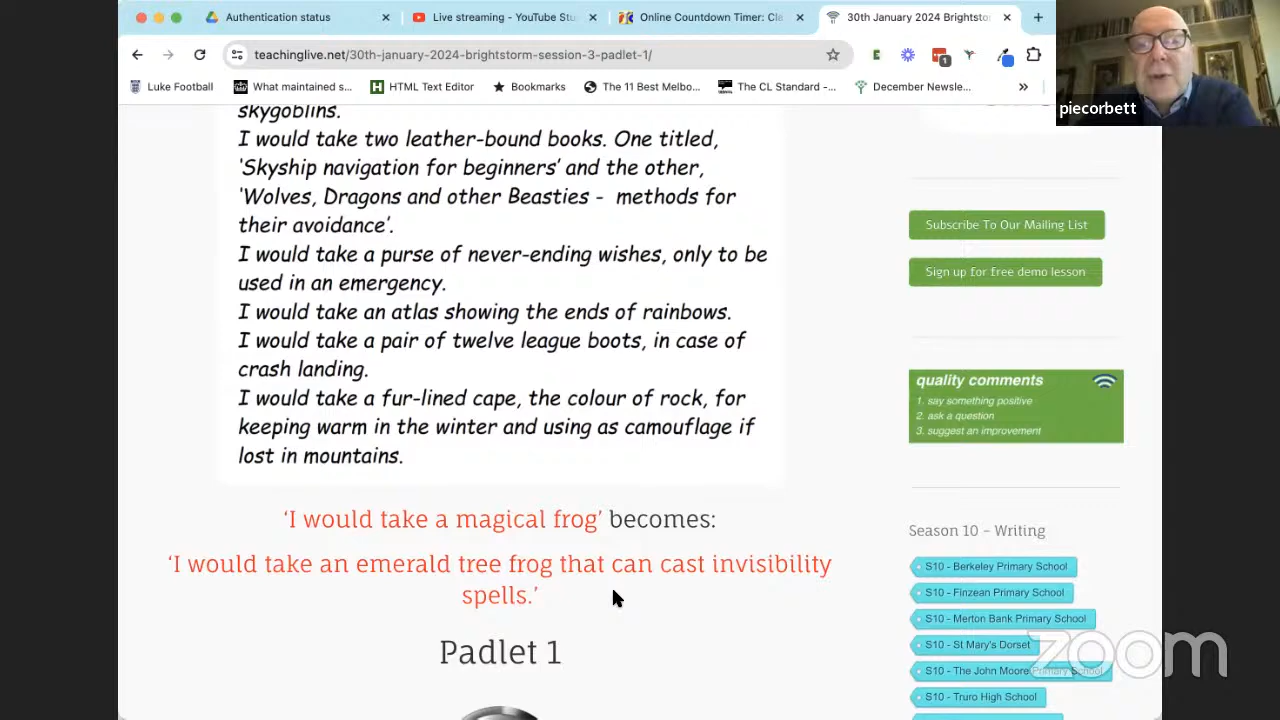 Authentication status
Live streaming - YouTube Stu
Online Countdown Timer: Cle
30th January 2024 Brightsto
teachinglive.net/30th-january-2024-brightstorm-session-3-padlet-1/
Luke Football
What maintained s...
HTML Text Editor
Bookmarks
The 11 Best Melbo...
The CL Standard -...
December Newsle...
»
piecorbett
skygoblins.
I would take two leather-bound books. One titled,
'Skyship navigation for beginners' and the other,
'Wolves, Dragons and other Beasties - methods for
their avoidance'.
I would take a purse of never-ending wishes, only to be
used in an emergency.
I would take an atlas showing the ends of rainbows.
I would take a pair of twelve league boots, in case of
crash landing.
I would take a fur-lined cape, the colour of rock, for
keeping warm in the winter and using as camouflage if
lost in mountains.
'I would take a magical frog' becomes:
'I would take an emerald tree frog that can cast invisibility
spells.'
Padlet 1
Subscribe To Our Mailing List
Sign up for free demo lesson
quality comments
1. say something positive
2. ask a question
3. suggest an improvement
Season 10 – Writing
S10 - Berkeley Primary School
S10 - Finzean Primary School
S10 - Merton Bank Primary School
S10 - St Mary's Dorset
S10 - The John Moore Primary School
S10 - Truro High School
zoom